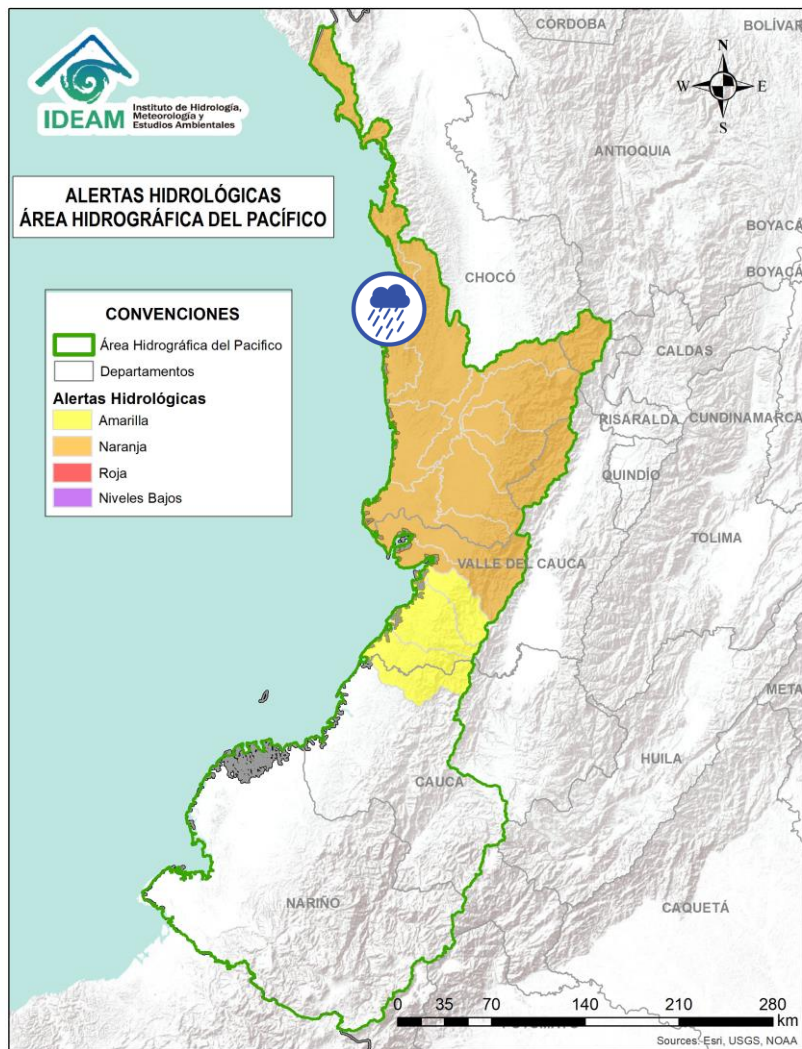 CÓRDOBA
BOLÍVAR
IDEAM
Instituto de Hidrología,
Meteorología y
Estudios Ambientales
N
W E
S
ANTIOQUIA
ALERTAS HIDROLÓGICAS
ÁREA HIDROGRÁFICA DEL PACÍFICO
BOYACÁ
BOYACÁ
CHOCÓ
CONVENCIONES
Área Hidrográfica del Pacifico
Departamentos
Alertas Hidrológicas
Amarilla
Naranja
Roja
Niveles Bajos
CALDAS
RISARALDA
CUNDINAMARCA
QUINDÍO
TOLIMA
VALLE DEL CAUCA
META
HUILA
CAUCA
NARIÑO
CAQUETÁ
0 35 70 140 210 280
km
Sources: Esri, USGS, NOAA